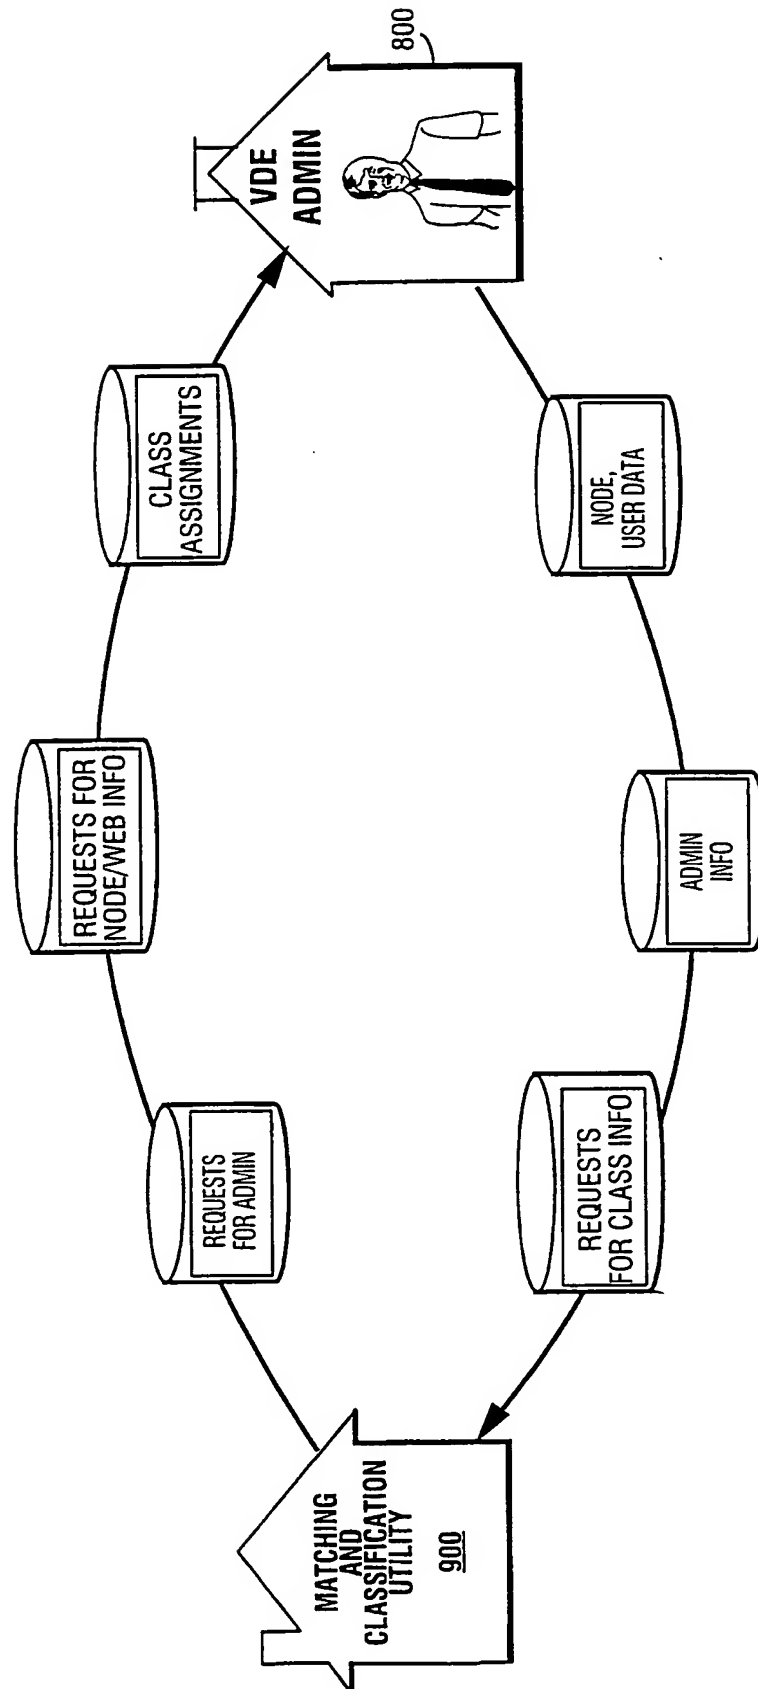 MATCHING
AND
CLASSIFICATION
UTILITY
900
REQUESTS
FOR ADMIN
REQUESTS FOR
NODE/WEB INFO
CLASS
ASSIGNMENTS
VDE
ADMIN
800
NODE,
USER DATA
ADMIN
INFO
REQUESTS
FOR CLASS INFO